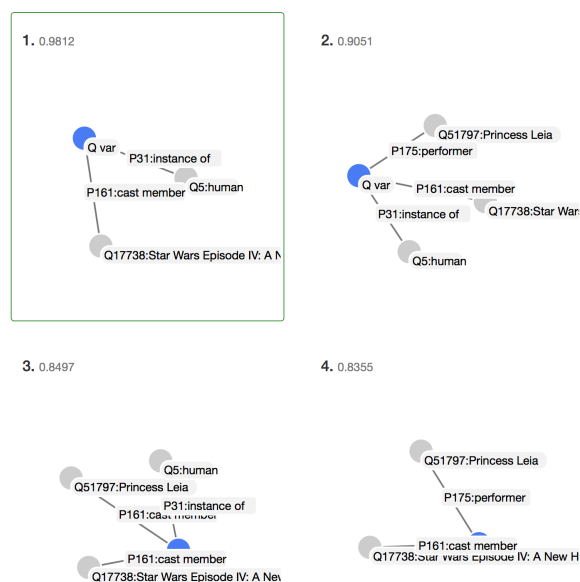 1. 0.9812
Q var
P31:instance of
Q5:human
P161:cast member
Q17738:Star Wars Episode IV: A N
2. 0.9051
Q51797:Princess Leia
P175:performer
Q var
P161:cast member
Q17738:Star Wars
P31:instance of
Q5:human
3. 0.8497
Q5:human
Q51797:Princess Leia
P31:instance of
P161:cast member
P161:cast member
Q17738:Star Wars Episode IV: A New
4. 0.8355
Q51797:Princess Leia
P175:performer
P161:cast member
Q17738:Star Wars Episode IV: A New H